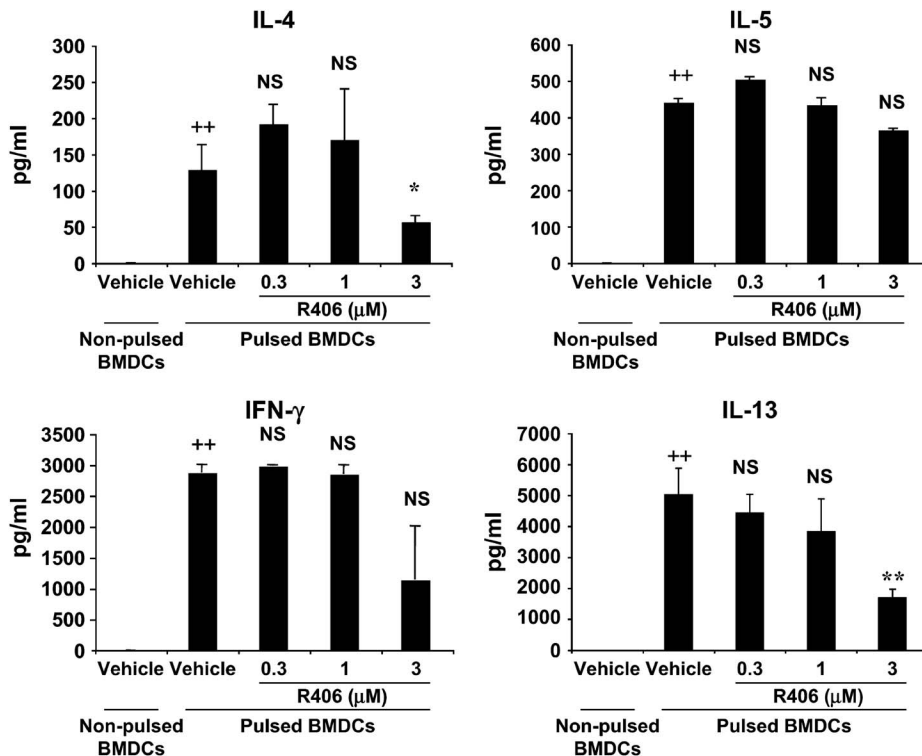 IL-4
300
250
200
150
100
50
0
pg/ml
++
NS
NS
*
Vehicle Vehicle 0.3 1 3
R406 (μM)
Non-pulsed BMDCs
Pulsed BMDCs
IL-5
600
500
400
300
200
100
0
pg/ml
++
NS
NS
NS
Vehicle Vehicle 0.3 1 3
R406 (μM)
Non-pulsed BMDCs
Pulsed BMDCs
IFN-γ
3500
3000
2500
2000
1500
1000
500
0
pg/ml
++
NS
NS
NS
Vehicle Vehicle 0.3 1 3
R406 (μM)
Non-pulsed BMDCs
Pulsed BMDCs
IL-13
7000
6000
5000
4000
3000
2000
1000
0
pg/ml
++
NS
NS
**
Vehicle Vehicle 0.3 1 3
R406 (μM)
Non-pulsed BMDCs
Pulsed BMDCs